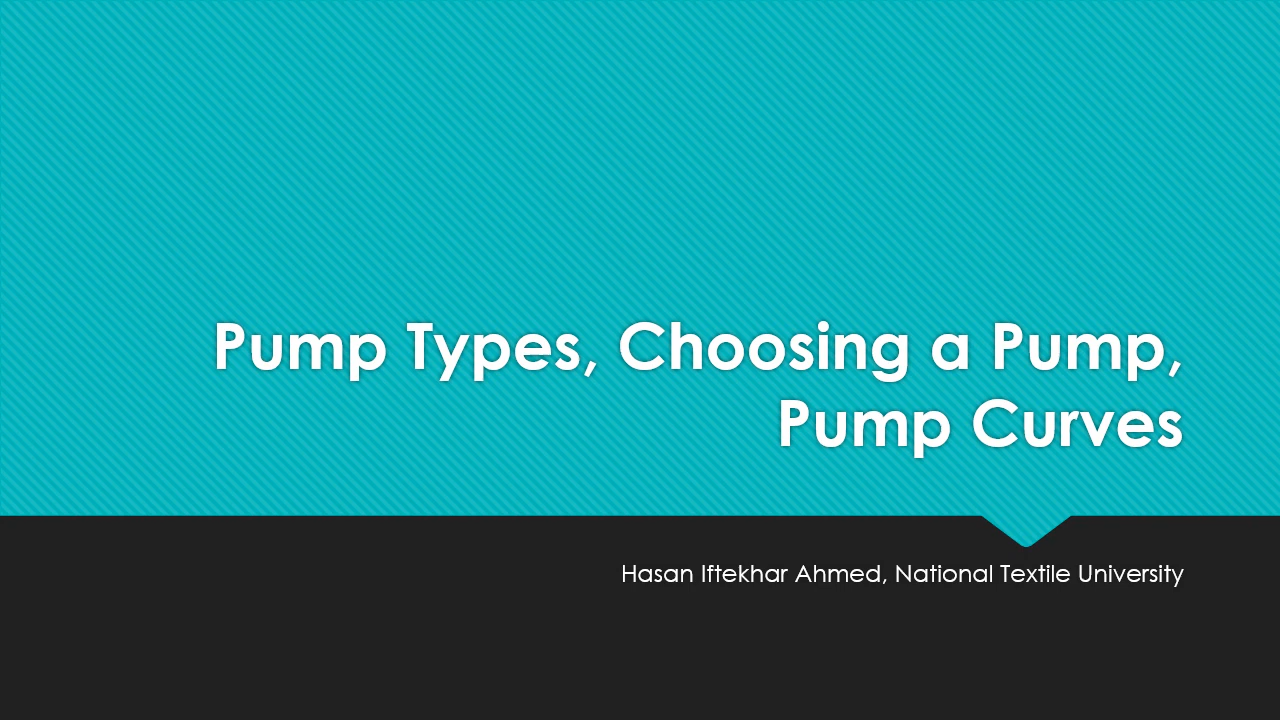 Pump Types, Choosing a Pump,
Pump Curves
Hasan Iftekhar Ahmed, National Textile University